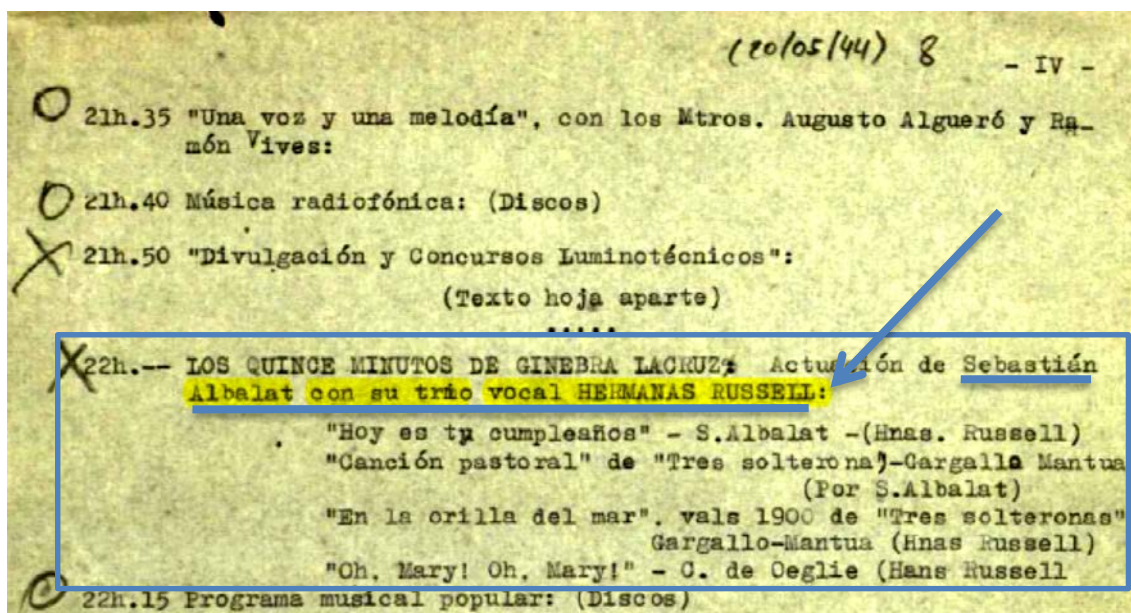 (20/05/44) 8 - IV -
21h.35 "Una voz y una melodía", con los Mtros. Augusto Algueró y Ra_
món Vives:
21h.40 Música radiofónica: (Discos)
21h.50 "Divulgación y Concursos Luminotécnicos":
(Texto hoja aparte)
.....
22h.-- LOS QUINCE MINUTOS DE GINEBRA LACRUZ: Actuación de Sebastián
Albalat con su trio vocal HERMANAS RUSSELL:
"Hoy es tu cumpleaños" - S.Albalat -(Hnas. Russell)
"Canción pastoral" de "Tres solterona"-Gargallo Mantua
(Por S.Albalat)
"En la orilla del mar", vals 1900 de "Tres solteronas"
Gargallo-Mantua (Hnas Russell)
"Oh, Mary! Oh, Mary!" - C. de Oeglie (Hans Russell
22h.15 Programa musical popular: (Discos)